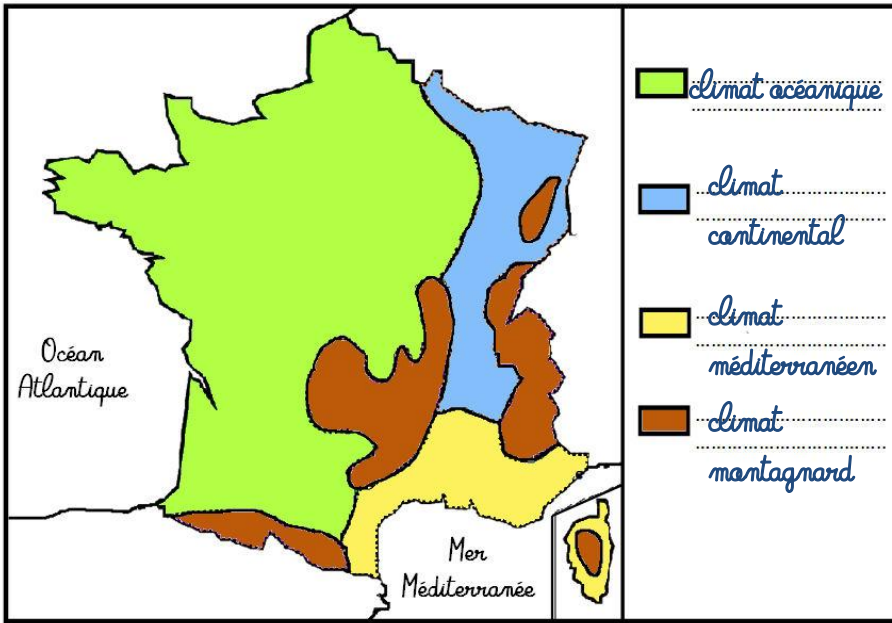 Océan
Atlantique
Mer
Méditerranée
climat océanique
climat
continental
climat
méditerranéen
climat
montagnard